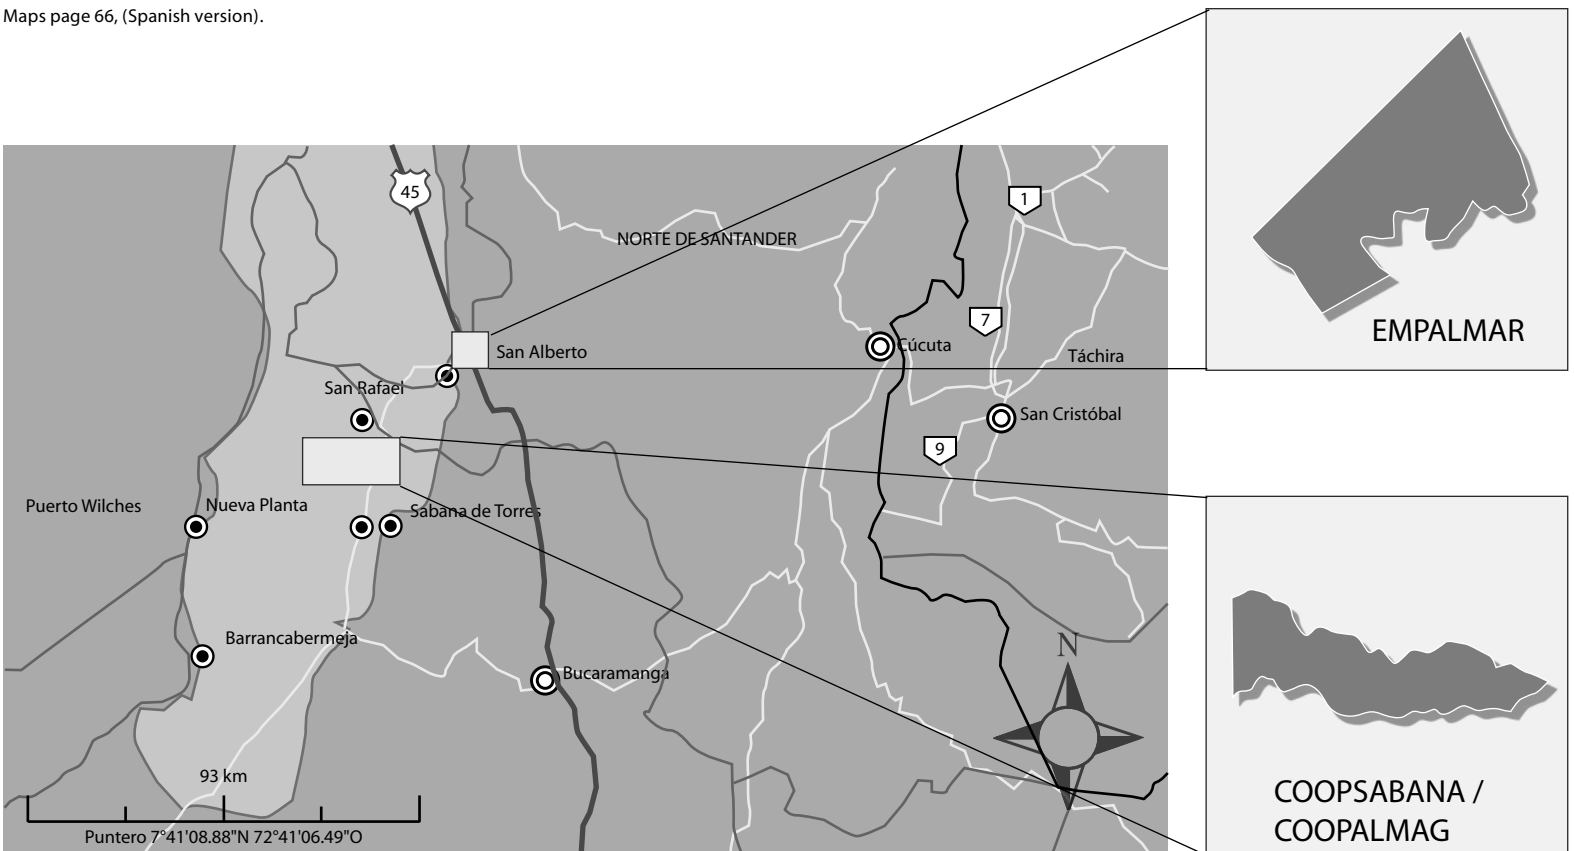 Maps page 66, (Spanish version).
45
1
NORTE DE SANTANDER
7
EMPALMAR
San Alberto
Cúcuta
Táchira
San Rafael
San Cristóbal
9
Puerto Wilches
Nueva Planta
Sabana de Torres
Barrancabermeja
N
Bucaramanga
93 km
COOPSABANA /
COOPALMAG
Puntero 7°41'08.88"N 72°41'06.49"O